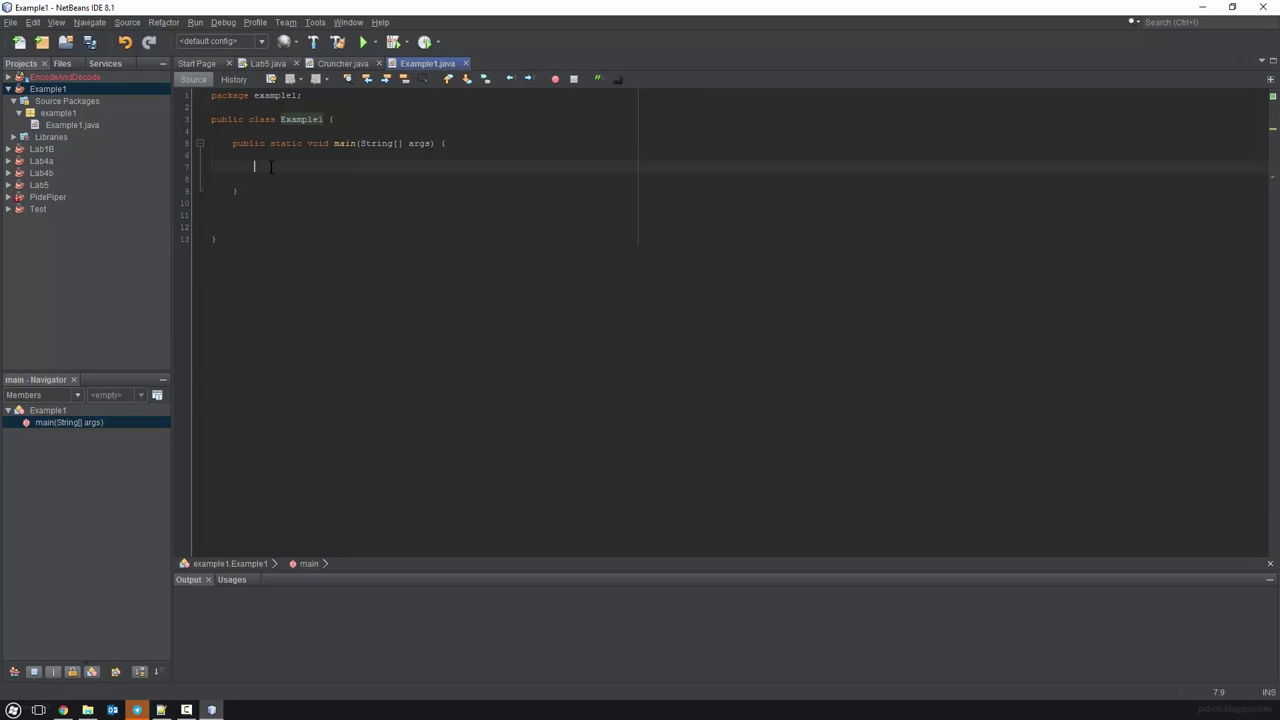 Example1 - NetBeans IDE 8.1
File Edit View Navigate Source Refactor Run Debug Profile Team Tools Window Help
Search (Ctrl+I)
<default config>
Projects Files Services
Start Page Lab5.java Cruncher.java Example1.java
Source History
EncodeAndDecode
Example1
Source Packages
example1
Example1.java
Libraries
Lab1B
Lab4a
Lab4b
Lab5
PidePiper
Test
1 package example1;
2
3 public class Example1 {
4
5 public static void main(String[] args) {
6
7
8
9 }
10
11
12
13 }
main - Navigator
Members <empty>
Example1
main(String[] args)
example1.Example1 main
Output Usages
7:9 INS